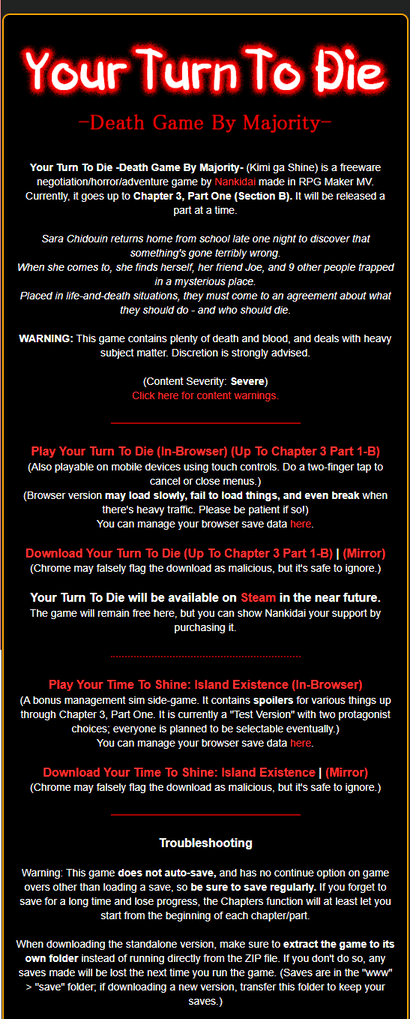 Your Turn To Die
-Death Game By Majority-
Your Turn To Die -Death Game By Majority- (Kimi ga Shine) is a freeware
negotiation/horror/adventure game by Nankidai made in RPG Maker MV.
Currently, it goes up to Chapter 3, Part One (Section B). It will be released a
part at a time.
Sara Chidouin returns home from school late one night to discover that
something's gone terribly wrong.
When she comes to, she finds herself, her friend Joe, and 9 other people trapped
in a mysterious place.
Placed in life-and-death situations, they must come to an agreement about what
they should do - and who should die.
WARNING: This game contains plenty of death and blood, and deals with heavy
subject matter. Discretion is strongly advised.
(Content Severity: Severe)
Click here for content warnings.
Play Your Turn To Die (In-Browser) (Up To Chapter 3 Part 1-B)
(Also playable on mobile devices using touch controls. Do a two-finger tap to
cancel or close menus.)
(Browser version may load slowly, fail to load things, and even break when
there's heavy traffic. Please be patient if so!)
You can manage your browser save data here.
Download Your Turn To Die (Up To Chapter 3 Part 1-B) | (Mirror)
(Chrome may falsely flag the download as malicious, but it's safe to ignore.)
Your Turn To Die will be available on Steam in the near future.
The game will remain free here, but you can show Nankidai your support by
purchasing it.
Play Your Time To Shine: Island Existence (In-Browser)
(A bonus management sim side-game. It contains spoilers for various things up
through Chapter 3, Part One. It is currently a "Test Version" with two protagonist
choices; everyone is planned to be selectable eventually.)
You can manage your browser save data here.
Download Your Time To Shine: Island Existence | (Mirror)
(Chrome may falsely flag the download as malicious, but it's safe to ignore.)
Troubleshooting
Warning: This game does not auto-save, and has no continue option on game
overs other than loading a save, so be sure to save regularly. If you forget to
save for a long time and lose progress, the Chapters function will at least let you
start from the beginning of each chapter/part.
When downloading the standalone version, make sure to extract the game to its
own folder instead of running directly from the ZIP file. If you don't do so, any
saves made will be lost the next time you run the game. (Saves are in the "www"
> "save" folder; if downloading a new version, transfer this folder to keep your
saves.)